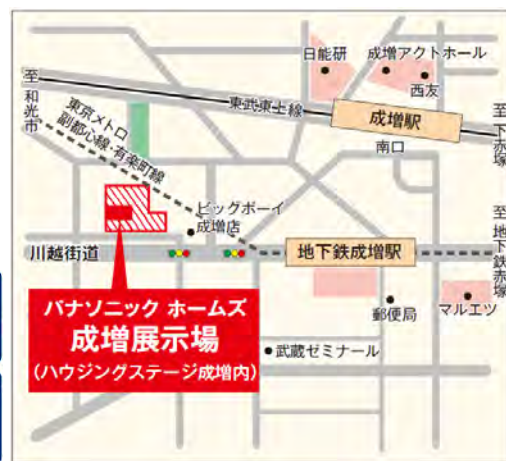 日能研
成増アクトホール
西友
至 和光市
東武東上線
成増駅
至 下赤塚
南口
東京メトロ
副都心線・有楽町線
至 地下鉄赤塚
ビッグボーイ
成増店
川越街道
地下鉄成増駅
パナソニック ホームズ
成増展示場
(ハウジングステージ成増内)
郵便局
マルエツ
武蔵ゼミナール